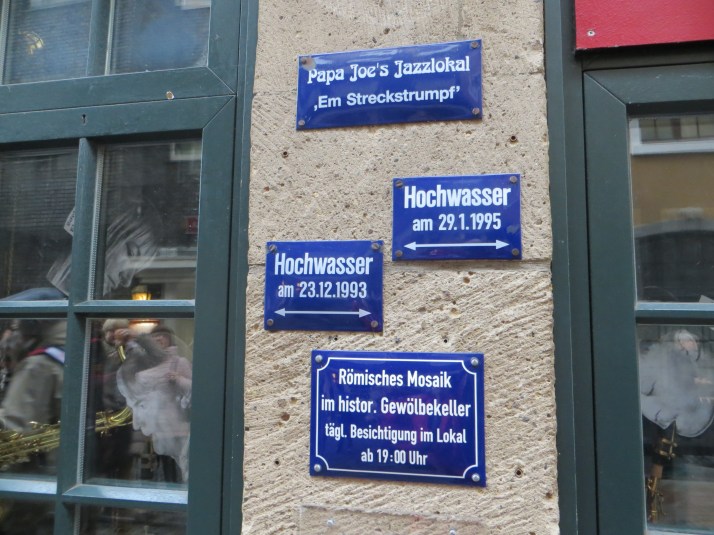 Papa Joe's Jazzlokal
‚Em Streckstrumpf'
Hochwasser
am 29.1.1995
Hochwasser
am 23.12.1993
Römisches Mosaik
im histor. Gewölbekeller
tägl. Besichtigung im Lokal
ab 19:00 Uhr